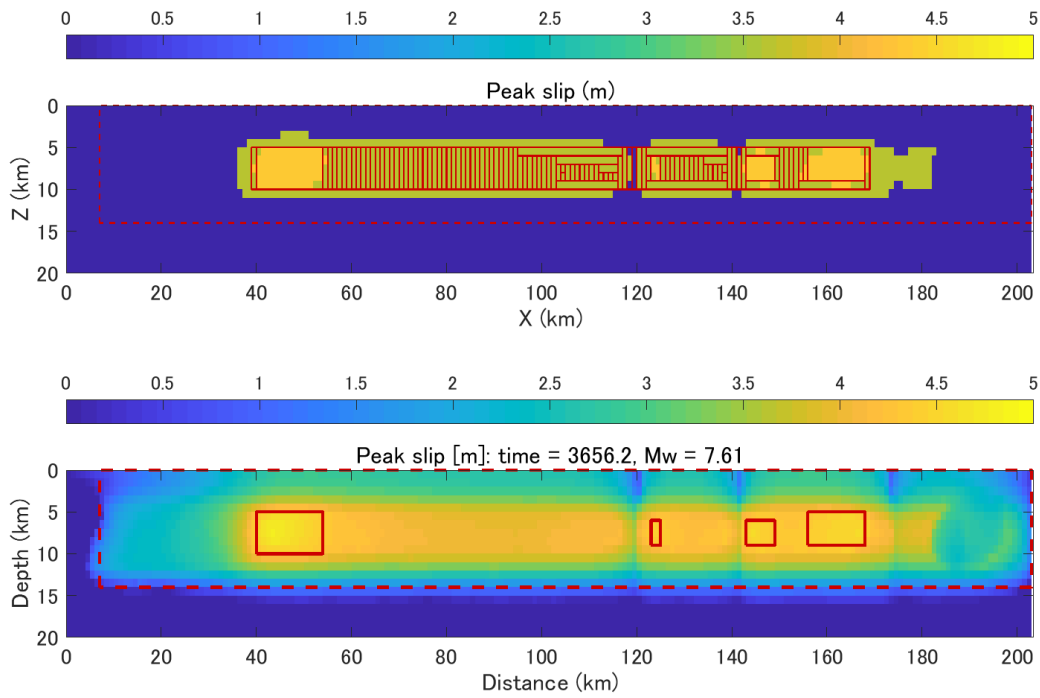 0 0.5 1 1.5 2 2.5 3 3.5 4 4.5 5
Peak slip (m)
0
5
10
15
20
Z (km)
0 20 40 60 80 100 120 140 160 180 200
X (km)
0 0.5 1 1.5 2 2.5 3 3.5 4 4.5 5
Peak slip [m]: time = 3656.2, Mw = 7.61
0
5
10
15
20
Depth (km)
0 20 40 60 80 100 120 140 160 180 200
Distance (km)